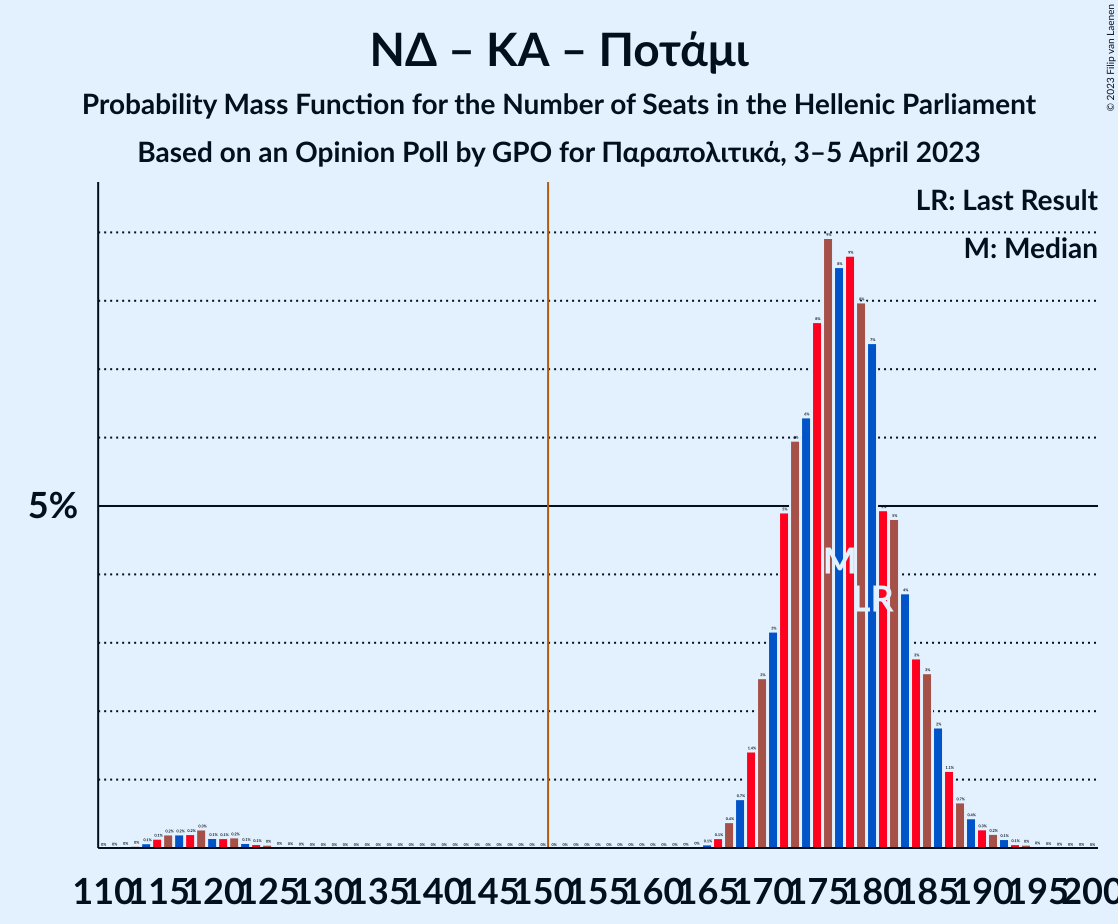 ΝΔ – ΚΑ – Ποτάμι
Probability Mass Function for the Number of Seats in the Hellenic Parliament
Based on an Opinion Poll by GPO for Παραπολιτικά, 3–5 April 2023
© 2023 Filip van Laenen
LR: Last Result
M: Median
5%
M
LR
110 115 120 125 130 135 140 145 150 155 160 165 170 175 180 185 190 195 200